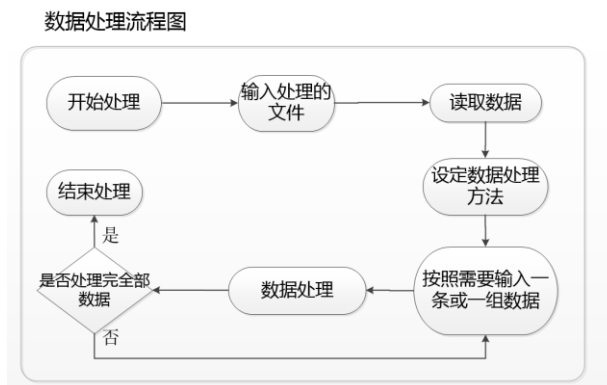 数据处理流程图
开始处理
输入处理的
文件
读取数据
设定数据处理
方法
按照需要输入一
条或一组数据
数据处理
是否处理完全部
数据
是
结束处理
否